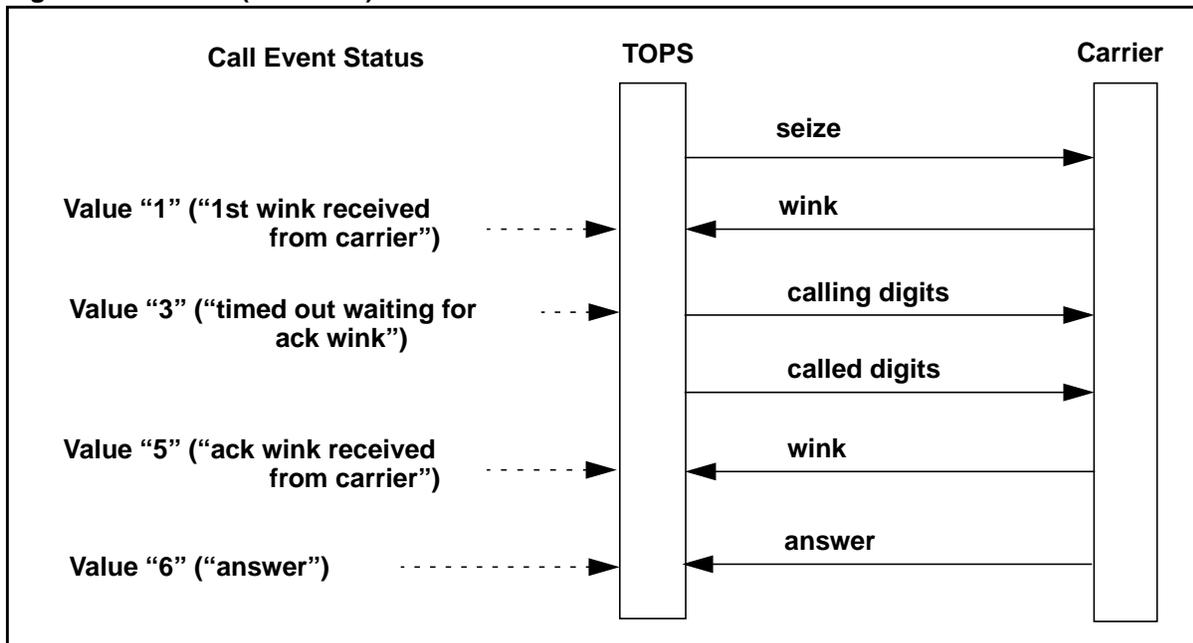 Call Event Status
TOPS
Carrier
seize
Value “1” (“1st wink received
from carrier”)
wink
Value “3” (“timed out waiting for
ack wink”)
calling digits
called digits
Value “5” (“ack wink received
from carrier”)
wink
Value “6” (“answer”)
answer